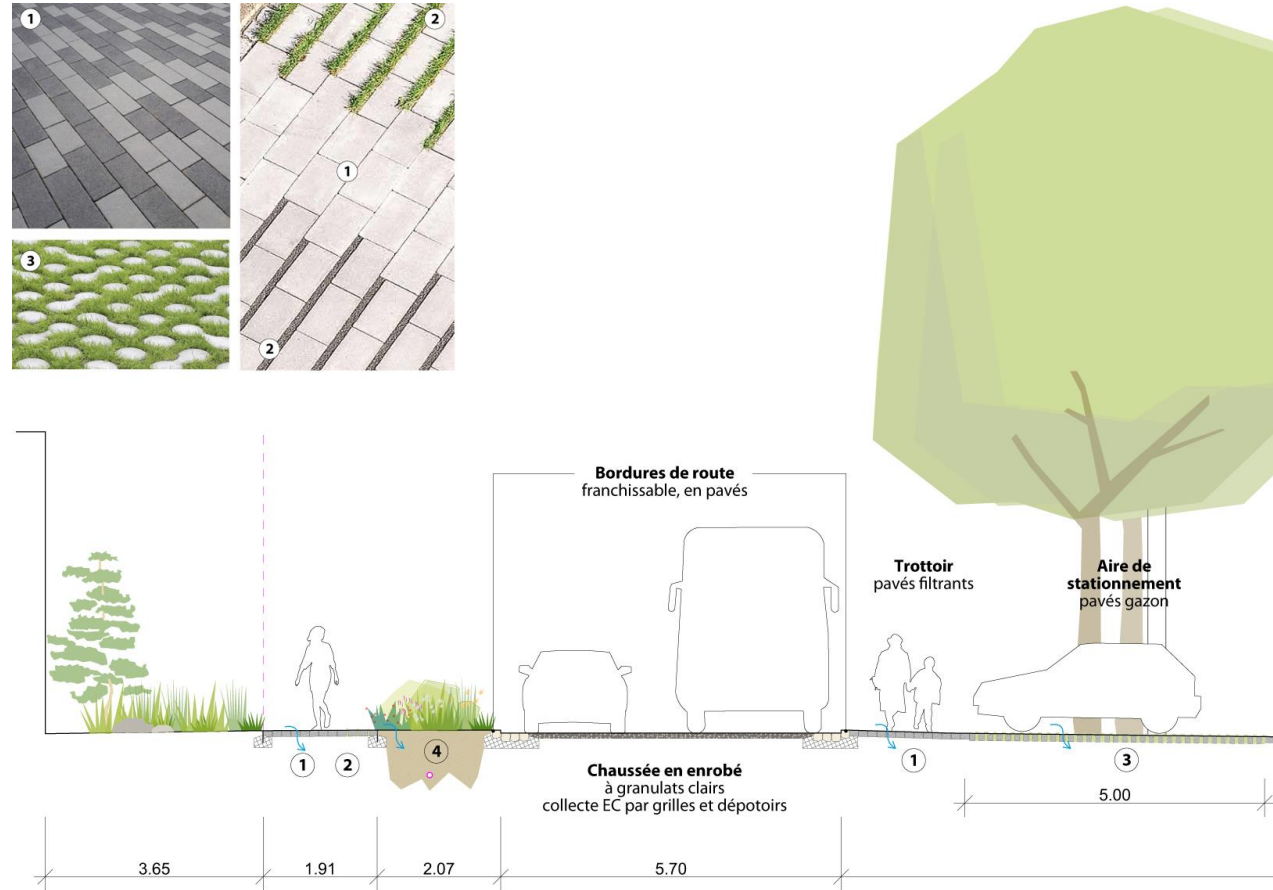 1
2
1
3
2
Bordures de route
franchissable, en pavés
Trottoir
pavés filtrants
Aire de
stationnement
pavés gazon
1
2
4
Chaussée en enrobé
à granulats clairs
collecte EC par grilles et dépotoirs
1
3
5.00
3.65
1.91
2.07
5.70